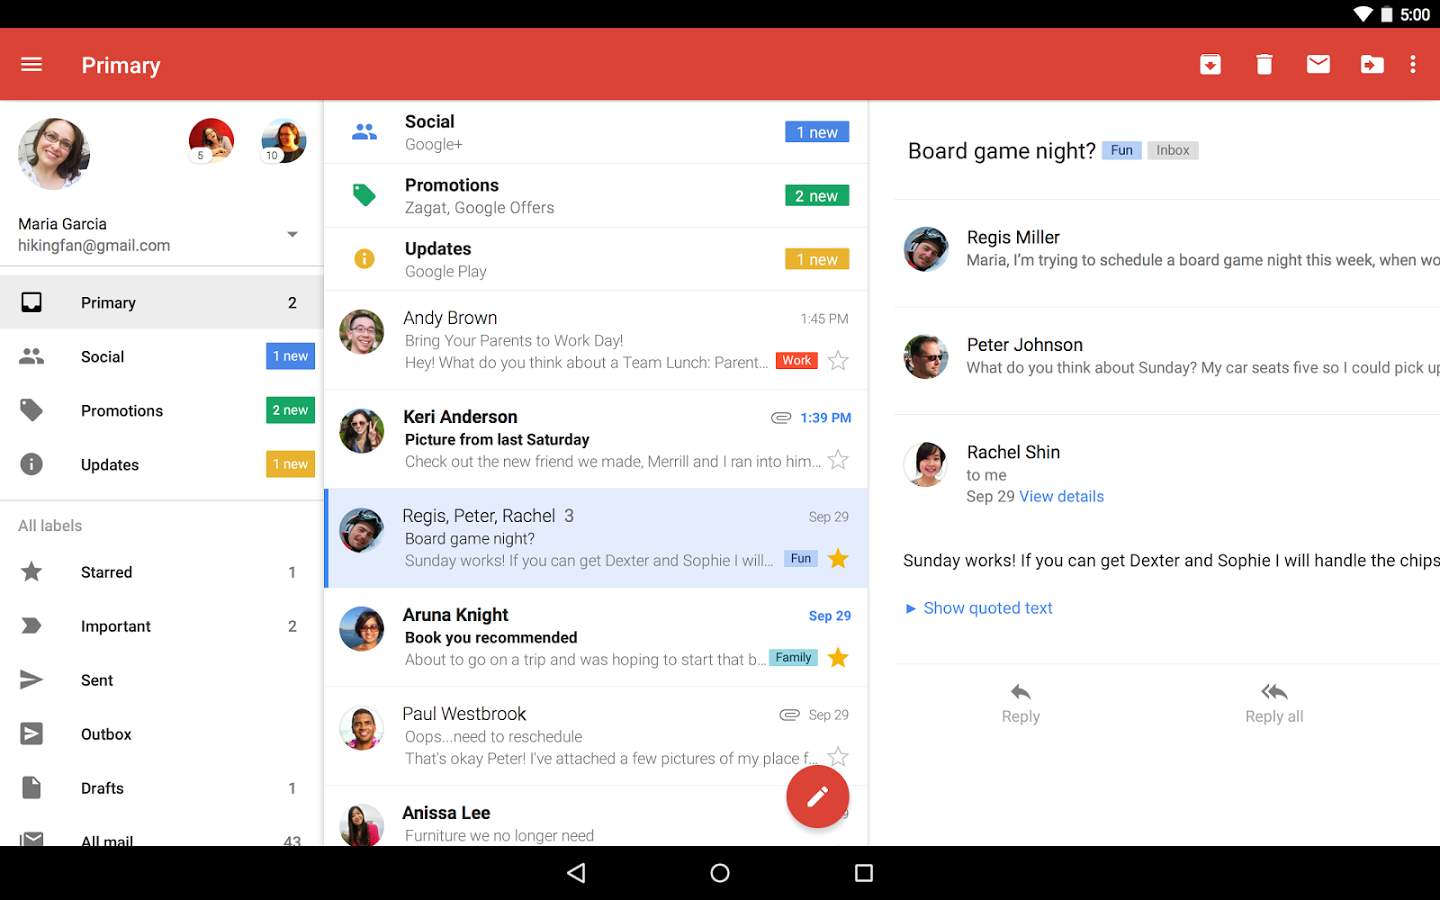 5:00
Primary
5
10
Maria Garcia
hikingfan@gmail.com
Primary 2
Social 1 new
Promotions 2 new
Updates 1 new
All labels
Starred 1
Important 2
Sent
Outbox
Drafts 1
All mail 43
Social 1 new
Google+
Promotions 2 new
Zagat, Google Offers
Updates 1 new
Google Play
Andy Brown 1:45 PM
Bring Your Parents to Work Day!
Hey! What do you think about a Team Lunch: Parent... Work
Keri Anderson 1:39 PM
Picture from last Saturday
Check out the new friend we made, Merrill and I ran into him...
Regis, Peter, Rachel 3 Sep 29
Board game night?
Sunday works! If you can get Dexter and Sophie I will... Fun
Aruna Knight Sep 29
Book you recommended
About to go on a trip and was hoping to start that b... Family
Paul Westbrook Sep 29
Oops...need to reschedule
That's okay Peter! I've attached a few pictures of my place f...
Anissa Lee 9
Furniture we no longer need
Board game night? Fun Inbox
Regis Miller
Maria, I'm trying to schedule a board game night this week, when wo
Peter Johnson
What do you think about Sunday? My car seats five so I could pick up
Rachel Shin
to me
Sep 29 View details
Sunday works! If you can get Dexter and Sophie I will handle the chips
Show quoted text
Reply Reply all